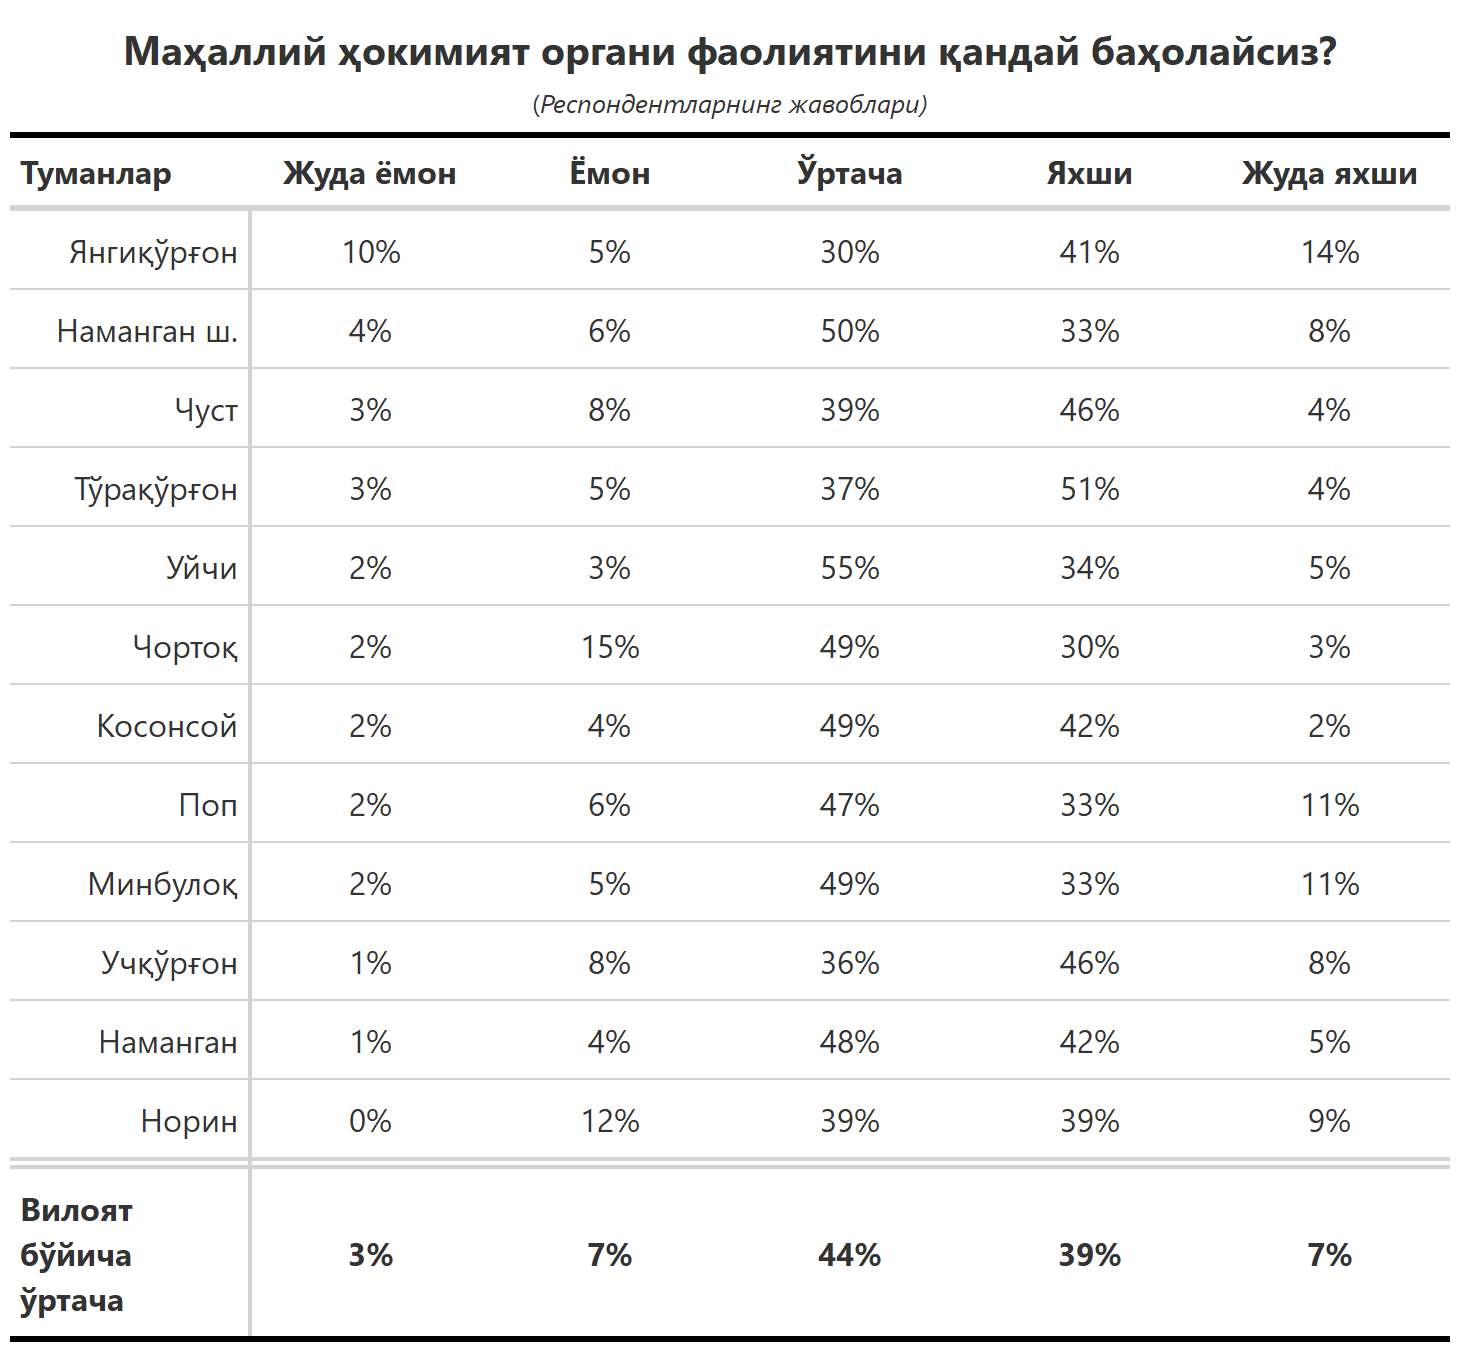 Маҳаллий ҳокимият органи фаолиятини қандай баҳолайсиз?
(Респондентларнинг жавоблари)
Туманлар Жуда ёмон Ёмон Ўртача Яхши Жуда яхши
Янгиқўрғон 10% 5% 30% 41% 14%
Наманган ш. 4% 6% 50% 33% 8%
Чуст 3% 8% 39% 46% 4%
Тўрақўрғон 3% 5% 37% 51% 4%
Уйчи 2% 3% 55% 34% 5%
Чортоқ 2% 15% 49% 30% 3%
Косонсой 2% 4% 49% 42% 2%
Поп 2% 6% 47% 33% 11%
Минбулоқ 2% 5% 49% 33% 11%
Учқўрғон 1% 8% 36% 46% 8%
Наманган 1% 4% 48% 42% 5%
Норин 0% 12% 39% 39% 9%
Вилоят
бўйича 3% 7% 44% 39% 7%
ўртача